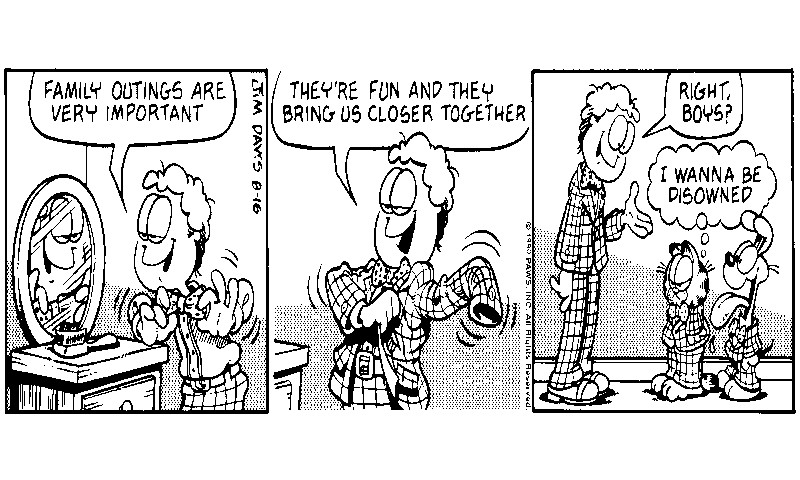 FAMILY OUTINGS ARE
VERY IMPORTANT
JIM DAVIS 8-16
THEY'RE FUN AND THEY
BRING US CLOSER TOGETHER
RIGHT,
BOYS?
I WANNA BE
DISOWNED
PAWS, INC. All Rights Reserved